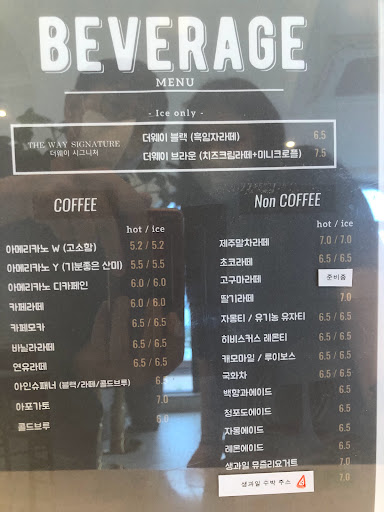 BEVERAGE
MENU
- Ice only -
THE WAY SIGNATURE
더웨이 시그니처
더웨이 블랙 (흑임자라떼) 6.5
더웨이 브라운 (치즈크림라떼+미니크로플) 7.5
COFFEE
hot / ice
아메리카노 W (고소함) 5.2 / 5.2
아메리카노 Y (기분좋은 산미) 5.5 / 5.5
아메리카노 디카페인 6.0 / 6.0
카페라떼 6.0 / 6.0
카페모카 6.5 / 6.5
바닐라라떼 6.5 / 6.5
연유라떼 6.5 / 6.5
아인슈패너 (블랙/라떼/콜드브루) 6.5
아포가토 7.0
콜드브루 5.0
Non COFFEE
hot / ice
제주말차라떼 7.0 / 7.0
초코라떼 6.5 / 6.5
고구마라떼 준비중
딸기라떼 7.0
자몽티 / 유기농 유자티 6.5 / 6.5
히비스커스 레몬티 6.5 / 6.5
캐모마일 / 루이보스 6.5 / 6.5
국화차 6.5 / 6.5
백향과에이드 6.5
청포도에이드 6.5
자몽에이드 6.5
레몬에이드 6.5
생과일 뮤즐리요거트 7.0
생과일 수박 주스 7.0